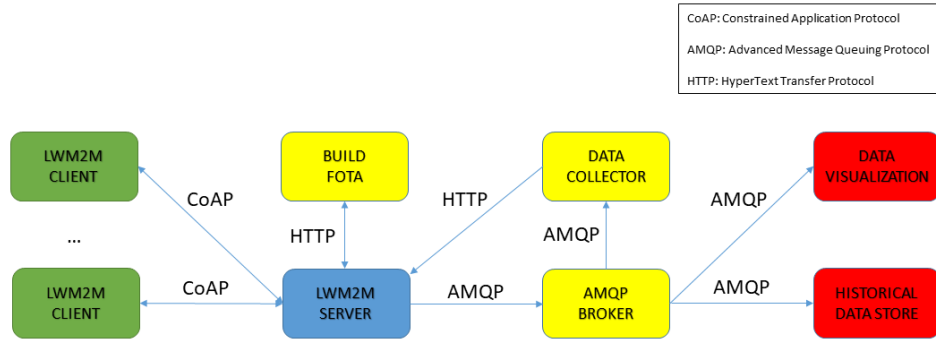 CoAP: Constrained Application Protocol
AMQP: Advanced Message Queuing Protocol
HTTP: HyperText Transfer Protocol
LWM2M
CLIENT
BUILD
FOTA
DATA
COLLECTOR
DATA
VISUALIZATION
CoAP
HTTP
AMQP
...
HTTP
AMQP
LWM2M
CLIENT
CoAP
LWM2M
SERVER
AMQP
AMQP
BROKER
AMQP
HISTORICAL
DATA STORE